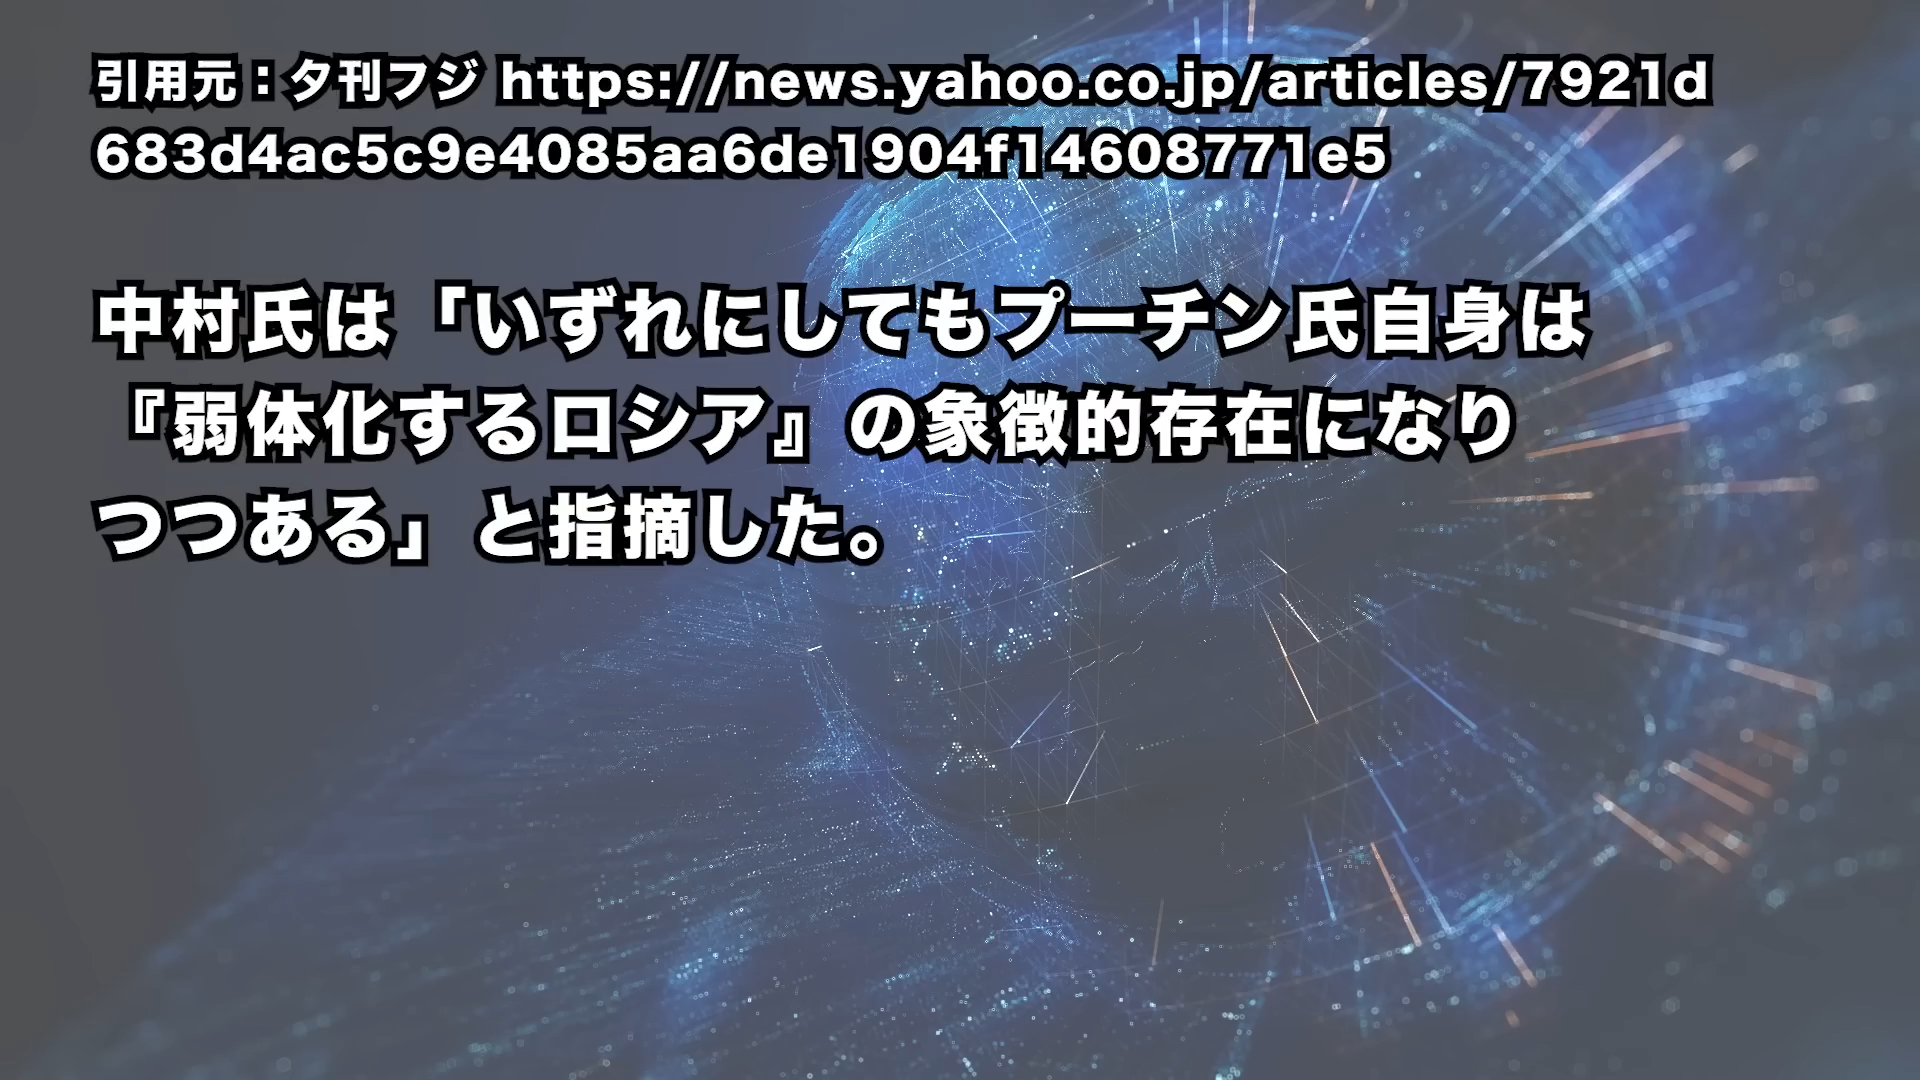 引用元：夕刊フジ https://news.yahoo.co.jp/articles/7921d
683d4ac5c9e4085aa6de1904f14608771e5
中村氏は「いずれにしてもプーチン氏自身は
『弱体化するロシア』の象徴的存在になり
つつある」と指摘した。